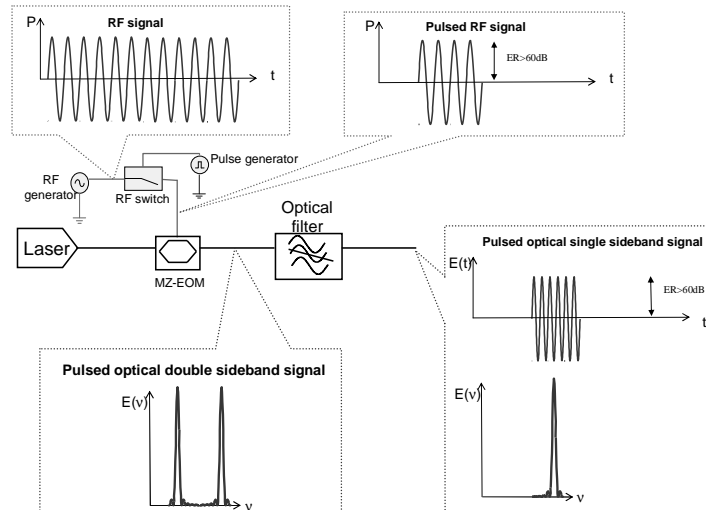 RF signal
P
t
Pulsed RF signal
P
ER>60dB
t
Pulse generator
RF
generator
RF switch
Laser
MZ-EOM
Optical
filter
Pulsed optical single sideband signal
E(t)
ER>60dB
t
E(ν)
ν
Pulsed optical double sideband signal
E(ν)
ν